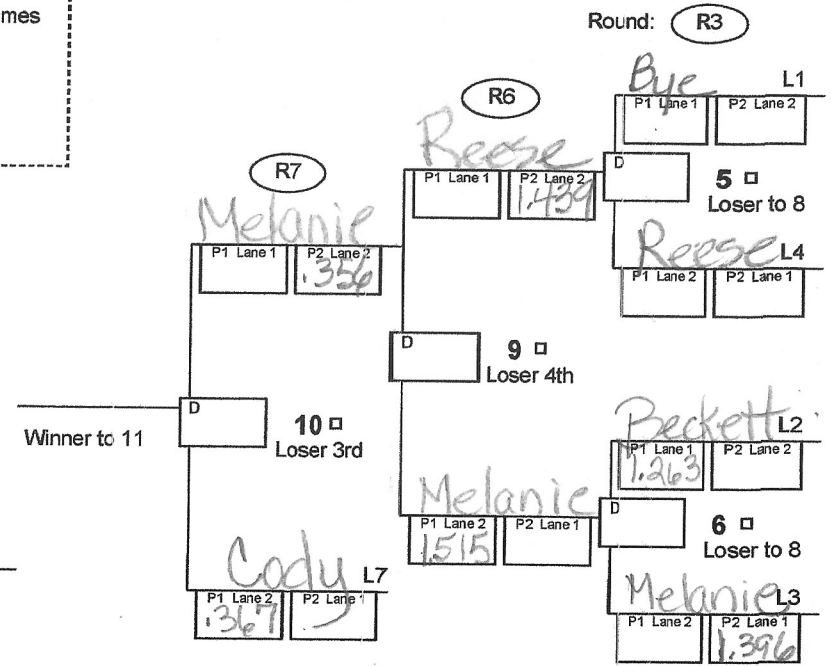 mes
Round: R3
R6
R7
Bye L1
P1 Lane 1 P2 Lane 2
D
5
Loser to 8
Reese L4
P1 Lane 2 P2 Lane 1
Reese
P1 Lane 1 P2 Lane 2
1.439
Melanie
P1 Lane 1 P2 Lane 2
.356
D
9
Loser 4th
D
10
Loser 3rd
Winner to 11
Beckett L2
P1 Lane 1 P2 Lane 2
1.263
D
6
Loser to 8
Melanie L3
P1 Lane 2 P2 Lane 1
1.396
Melanie
P1 Lane 2 P2 Lane 1
1.515
Cody L7
P1 Lane 2 P2 Lane 1
.367